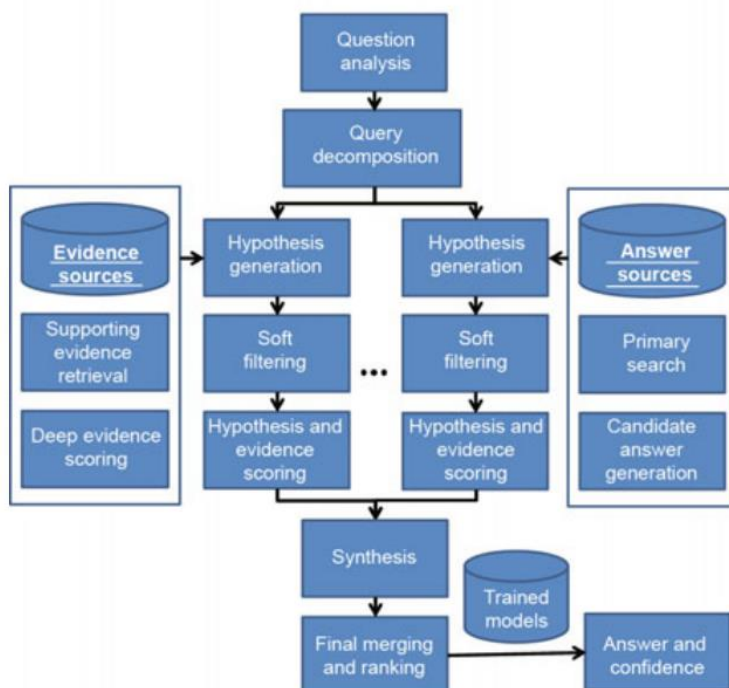 Question
analysis
Query
decomposition
Evidence
sources
Supporting
evidence
retrieval
Deep evidence
scoring
Hypothesis
generation
Soft
filtering
Hypothesis and
evidence
scoring
...
Hypothesis
generation
Soft
filtering
Hypothesis and
evidence
scoring
Answer
sources
Primary
search
Candidate
answer
generation
Synthesis
Final merging
and ranking
Trained
models
Answer and
confidence